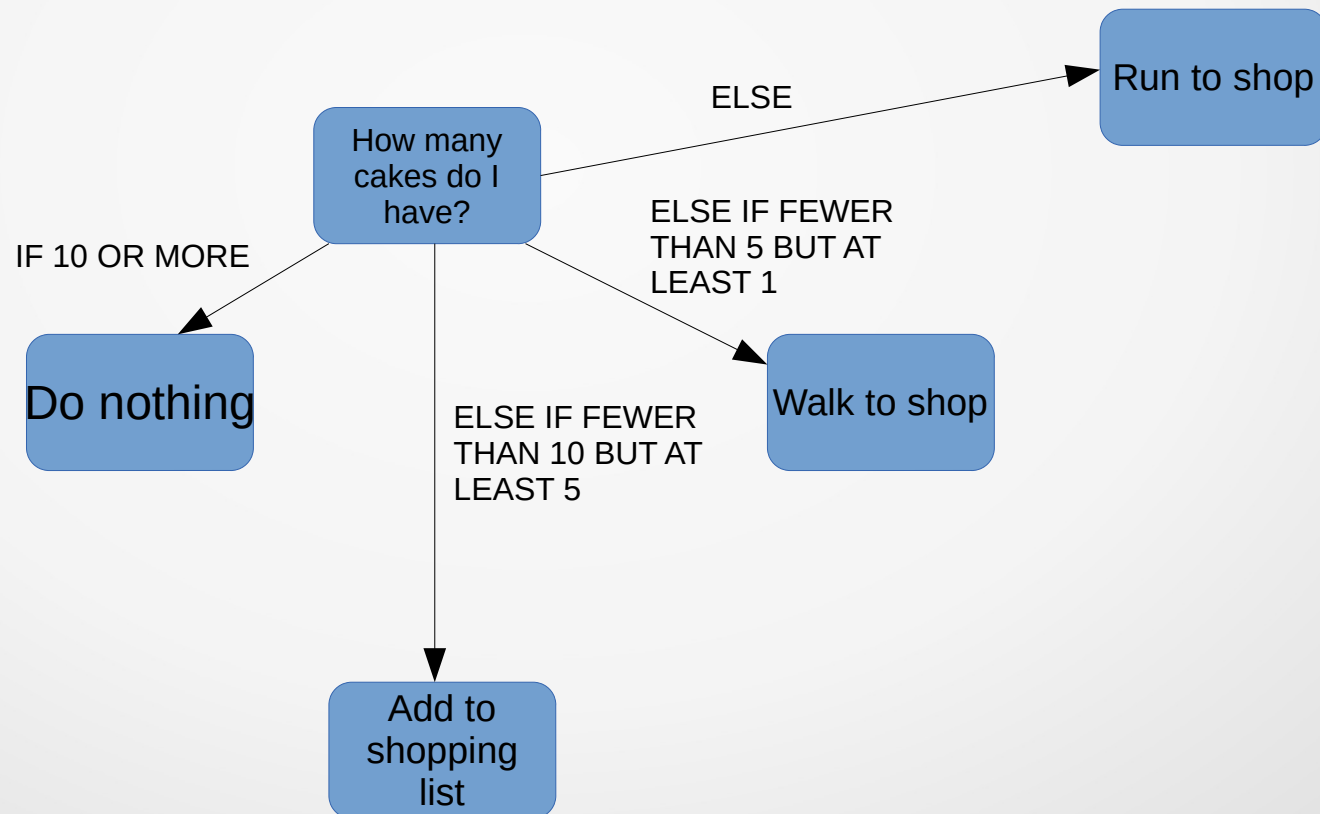 Run to shop
ELSE
How many
cakes do I
have?
ELSE IF FEWER
THAN 5 BUT AT
LEAST 1
IF 10 OR MORE
Do nothing
Walk to shop
ELSE IF FEWER
THAN 10 BUT AT
LEAST 5
Add to
shopping
list